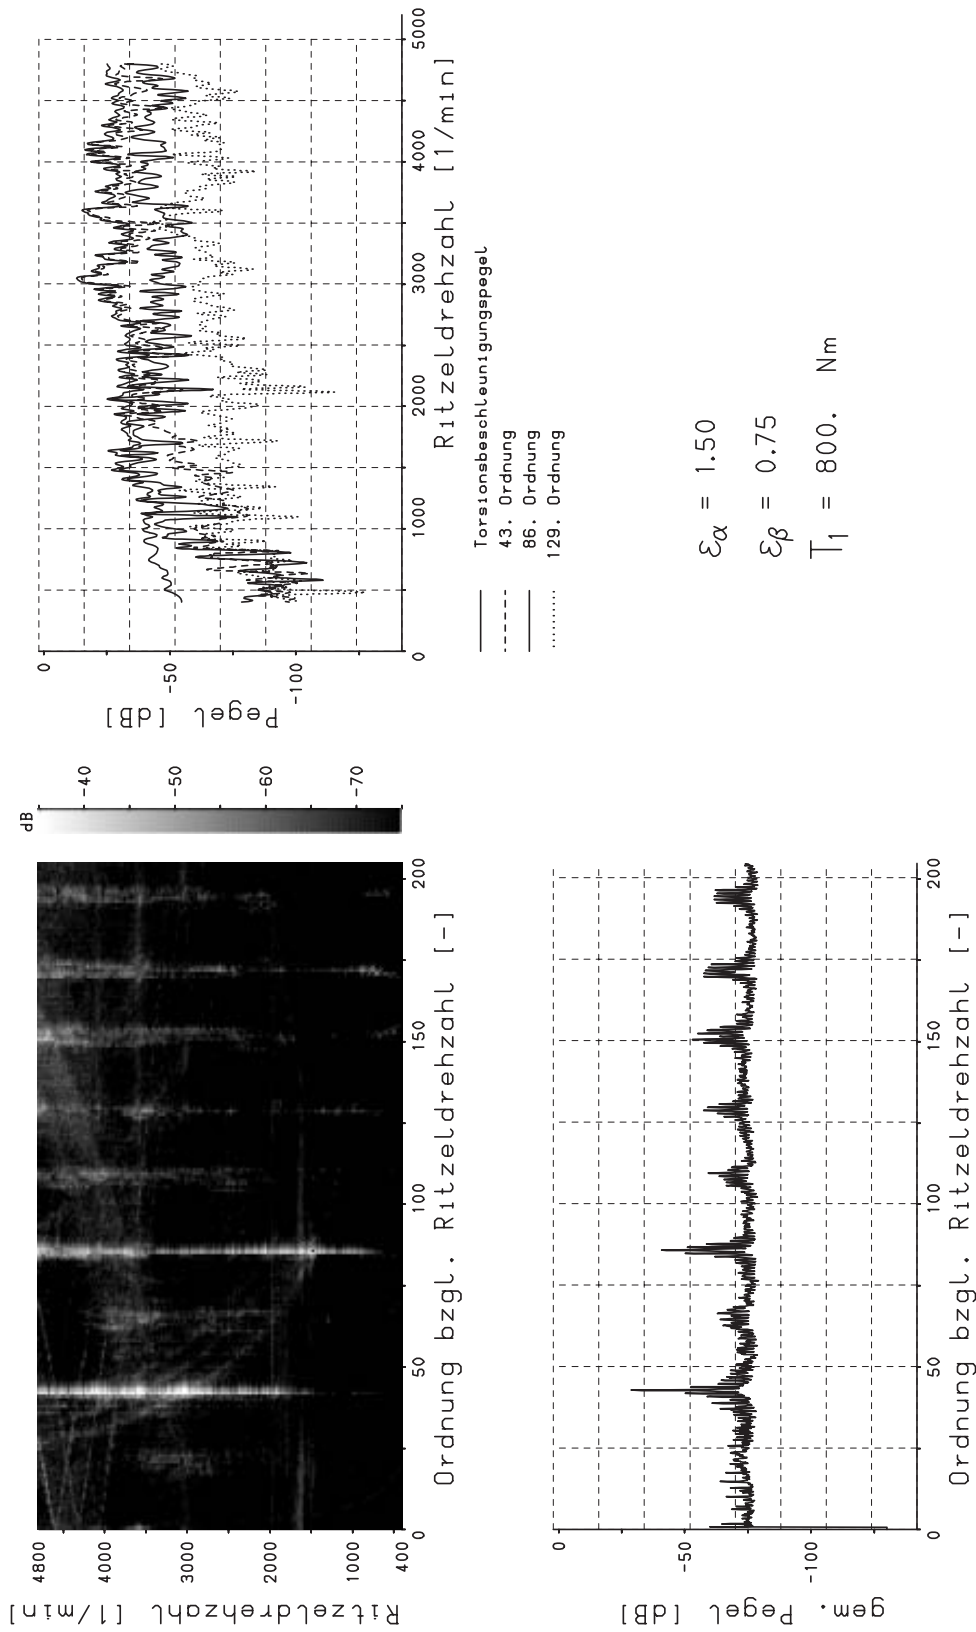 4800
4000
3000
2000
1000
400
Ritzeldrehzahl [1/min]
0
50
100
150
200
Ordnung bzgl. Ritzeldrehzahl [-]
dB
-40
-50
-60
-70
0
-50
-100
Pegel [dB]
0
1000
2000
3000
4000
5000
Ritzeldrehzahl [1/min]
Torsionsbeschleunigungspegel
43. Ordnung
86. Ordnung
129. Ordnung
0
-50
-100
gem. Pegel [dB]
0
50
100
150
200
Ordnung bzgl. Ritzeldrehzahl [-]
εα = 1.50
εβ = 0.75
T1 = 800. Nm